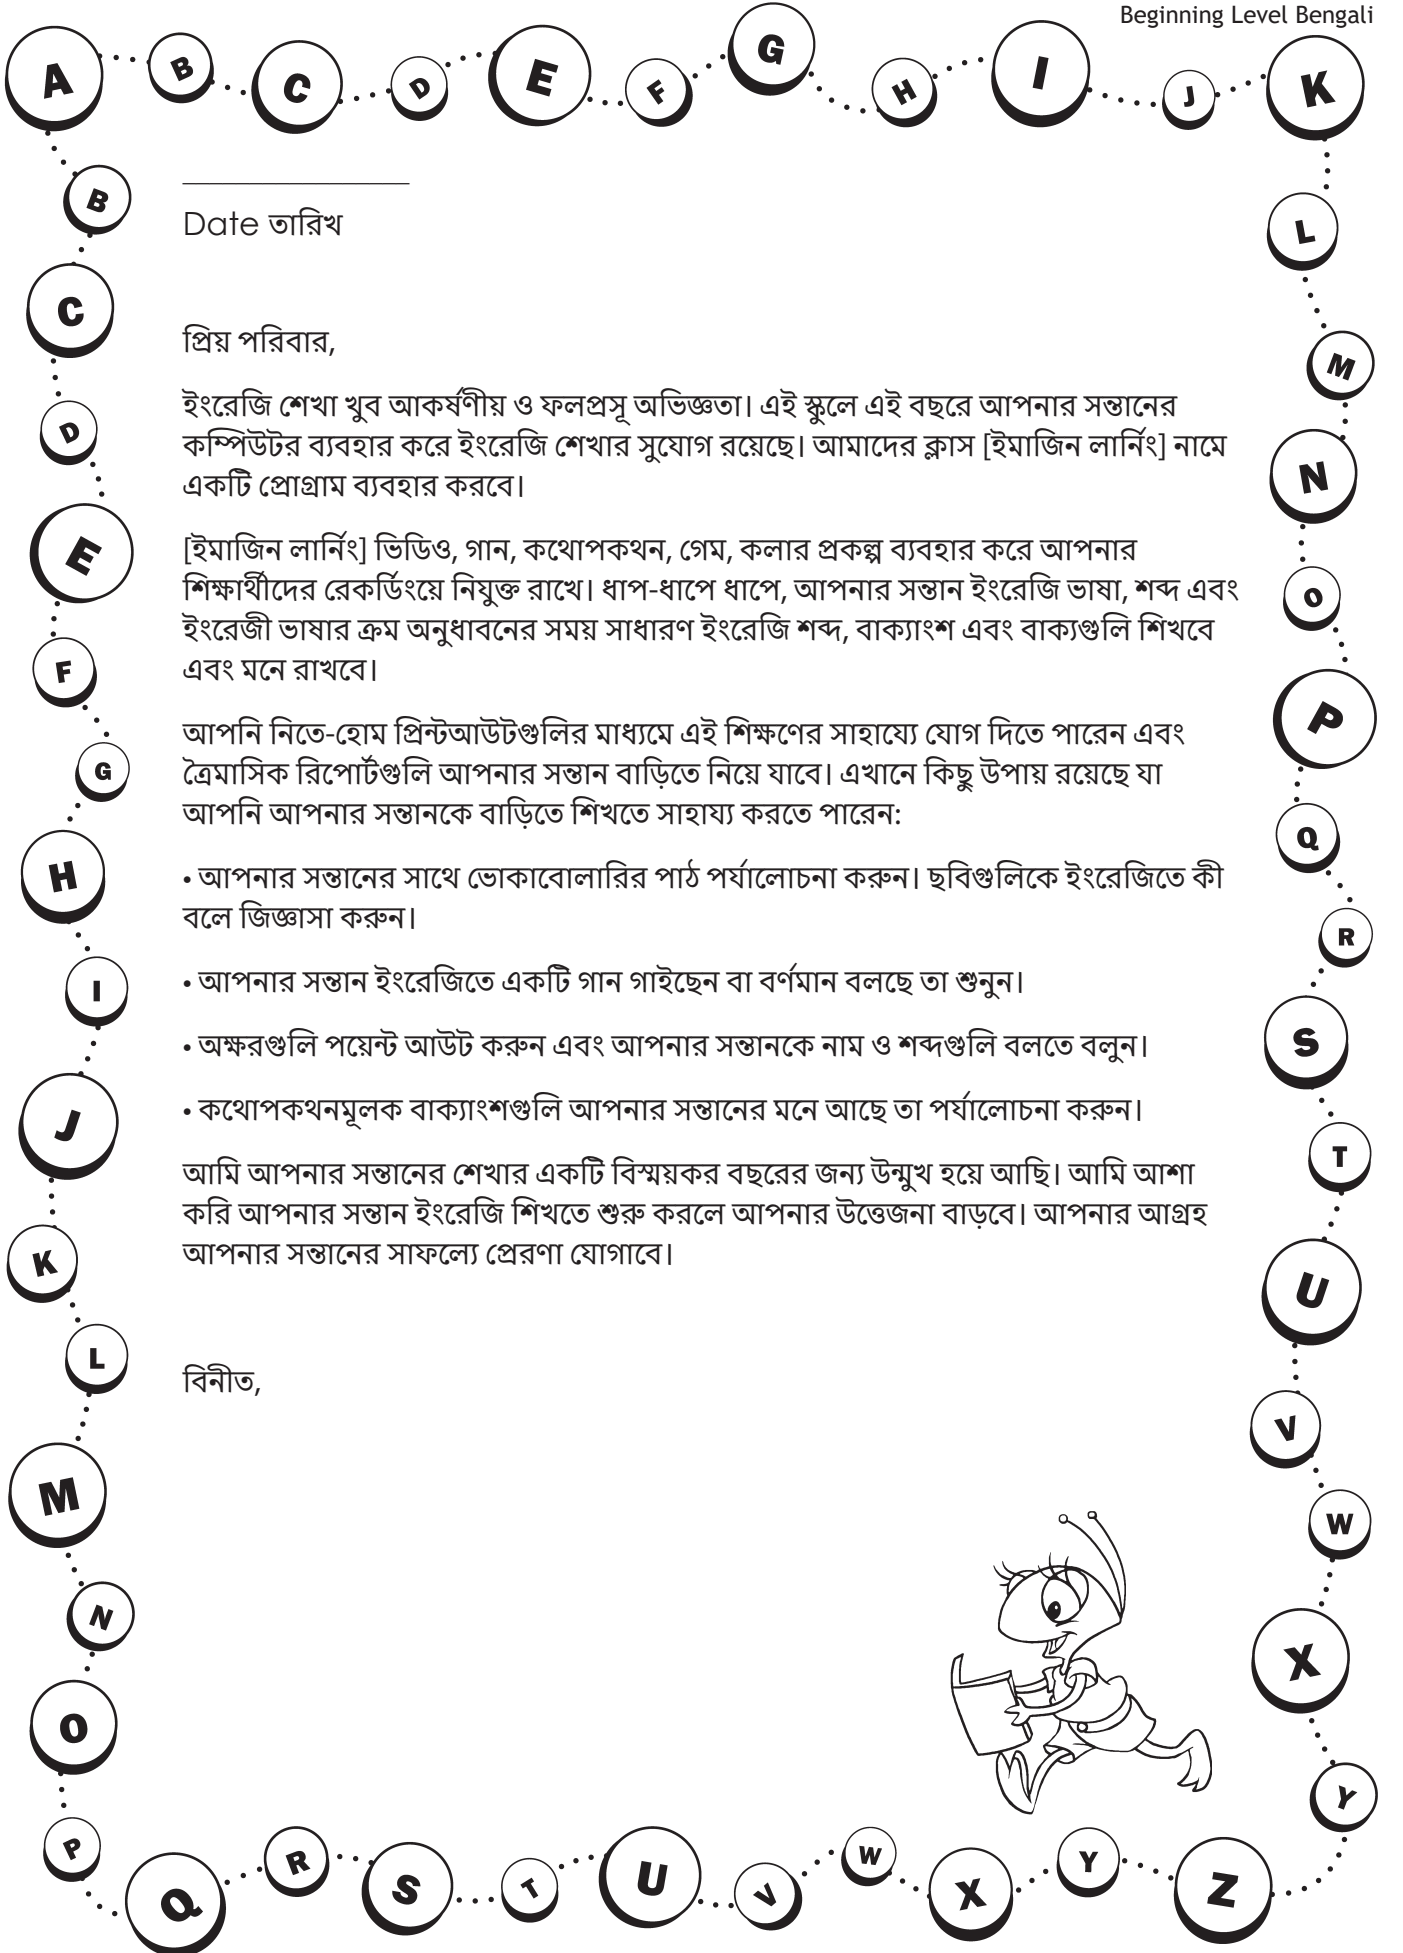 Beginning Level Bengali
A B C D E F G H I J K
B
C
D
E
F
G
H
I
J
K
L
M
N
O
P
Q R S T U V W X Y Z
L
M
N
O
P
Q
R
S
T
U
V
W
X
Y
Date তারিখ
প্রিয় পরিবার,
ইংরেজি শেখা খুব আকর্ষণীয় ও ফলপ্রসূ অভিজ্ঞতা। এই স্কুলে এই বছরে আপনার সন্তানের
কম্পিউটর ব্যবহার করে ইংরেজি শেখার সুযোগ রয়েছে। আমাদের ক্লাস [ইমাজিন লার্নিং] নামে
একটি প্রোগ্রাম ব্যবহার করবে।
[ইমাজিন লার্নিং] ভিডিও, গান, কথোপকথন, গেম, কলার প্রকল্প ব্যবহার করে আপনার
শিক্ষার্থীদের রেকর্ডিংয়ে নিযুক্ত রাখে। ধাপ-ধাপে ধাপে, আপনার সন্তান ইংরেজি ভাষা, শব্দ এবং
ইংরেজী ভাষার ক্রম অনুধাবনের সময় সাধারণ ইংরেজি শব্দ, বাক্যাংশ এবং বাক্যগুলি শিখবে
এবং মনে রাখবে।
আপনি নিতে-হোম প্রিন্টআউটগুলির মাধ্যমে এই শিক্ষণের সাহায্যে যোগ দিতে পারেন এবং
ত্রৈমাসিক রিপোর্টগুলি আপনার সন্তান বাড়িতে নিয়ে যাবে। এখানে কিছু উপায় রয়েছে যা
আপনি আপনার সন্তানকে বাড়িতে শিখতে সাহায্য করতে পারেন:
• আপনার সন্তানের সাথে ভোকাবোলারির পাঠ পর্যালোচনা করুন। ছবিগুলিকে ইংরেজিতে কী
বলে জিজ্ঞাসা করুন।
• আপনার সন্তান ইংরেজিতে একটি গান গাইছেন বা বর্ণমান বলছে তা শুনুন।
• অক্ষরগুলি পয়েন্ট আউট করুন এবং আপনার সন্তানকে নাম ও শব্দগুলি বলতে বলুন।
• কথোপকথনমূলক বাক্যাংশগুলি আপনার সন্তানের মনে আছে তা পর্যালোচনা করুন।
আমি আপনার সন্তানের শেখার একটি বিস্ময়কর বছরের জন্য উন্মুখ হয়ে আছি। আমি আশা
করি আপনার সন্তান ইংরেজি শিখতে শুরু করলে আপনার উত্তেজনা বাড়বে। আপনার আগ্রহ
আপনার সন্তানের সাফল্যে প্রেরণা যোগাবে।
বিনীত,